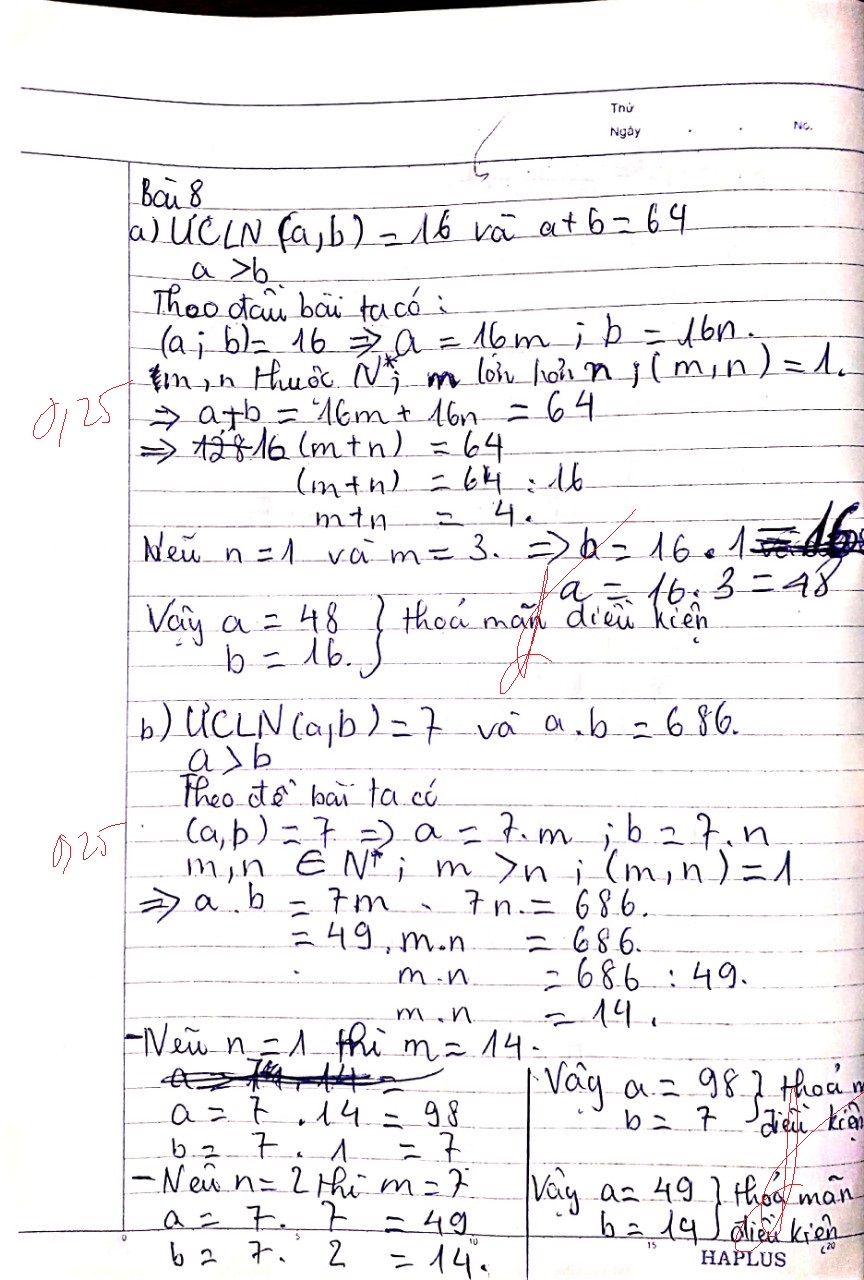 Thứ
Ngày . . No.
Bài 8
a) ƯCLN (a,b) = 16 và a+b = 64
a > b
Theo đầu bài ta có :
(a ; b) = 16 => a = 16m ; b = 16n.
m,n thuộc N* ; m lớn hơn n ; (m,n) = 1.
0,25
=> a+b = 16m + 16n = 64
=> 16 (m+n) = 64
(m+n) = 64 : 16
m+n = 4.
Nếu n = 1 và m = 3. => b = 16 . 1 = 16
a = 16 . 3 = 48
Vậy a = 48 } thoả mãn điều kiện
b = 16.
b) ƯCLN (a,b) = 7 và a.b = 686.
a > b
Theo đề bài ta có
0,25
(a,b) = 7 => a = 7.m ; b = 7.n
m,n ∈ N* ; m > n ; (m,n) = 1
=> a.b = 7m . 7n. = 686.
= 49.m.n = 686.
m.n = 686 : 49.
m.n = 14.
- Nếu n = 1 thì m = 14.
a = 7 . 14 = 98
b = 7 . 1 = 7
- Nếu n = 2 thì m = 7
a = 7. 7 = 49
b = 7. 2 = 14.
Vậy a = 98 } thoả m
b = 7 điều kiện
Vậy a = 49 } thoả mãn
b = 14 điều kiện
0 5 10 15 20
HAPLUS